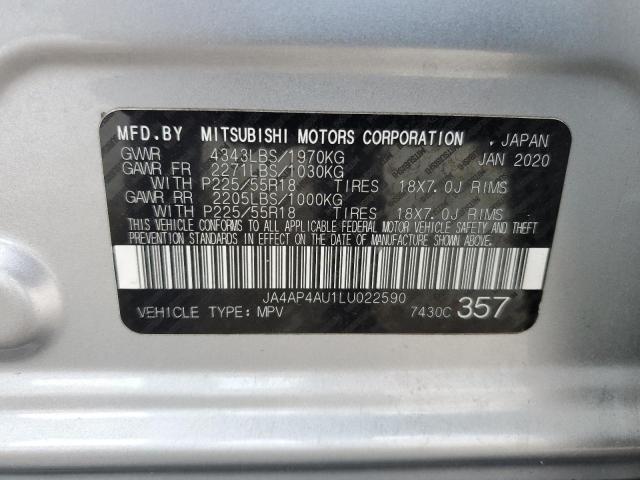 MFD.BY MITSUBISHI MOTORS CORPORATION , JAPAN
GVWR 4343LBS/1970KG JAN 2020
GAWR FR 2271LBS/1030KG
WITH P225/55R18 TIRES 18X7.0J RIMS
GAWR RR 2205LBS/1000KG
WITH P225/55R18 TIRES 18X7.0J RIMS
THIS VEHICLE CONFORMS TO ALL APPLICABLE FEDERAL MOTOR VEHICLE SAFETY AND THEFT
PREVENTION STANDARDS IN EFFECT ON THE DATE OF MANUFACTURE SHOWN ABOVE.
JA4AP4AU1LU022590
VEHICLE TYPE:MPV 7430C 357